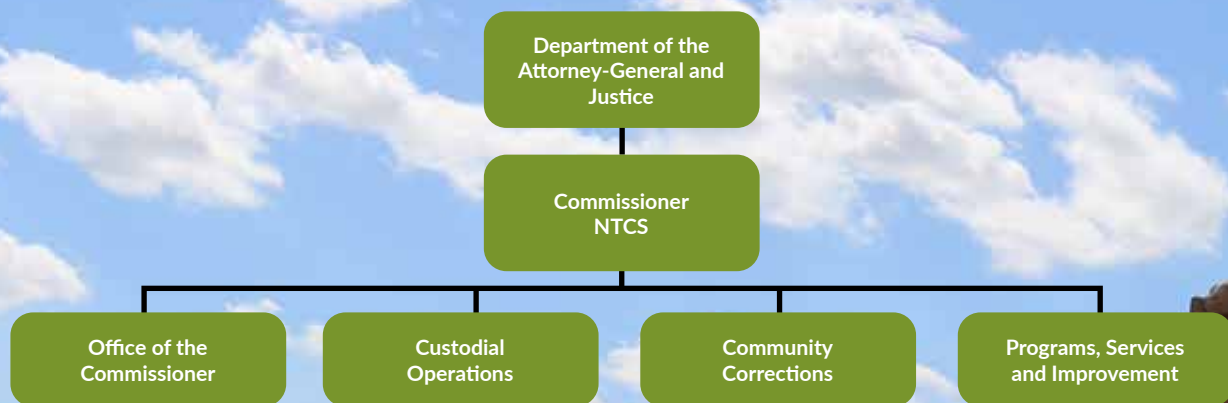 Department of the
Attorney-General and
Justice
Commissioner
NTCS
Office of the
Commissioner
Custodial
Operations
Community
Corrections
Programs, Services
and Improvement